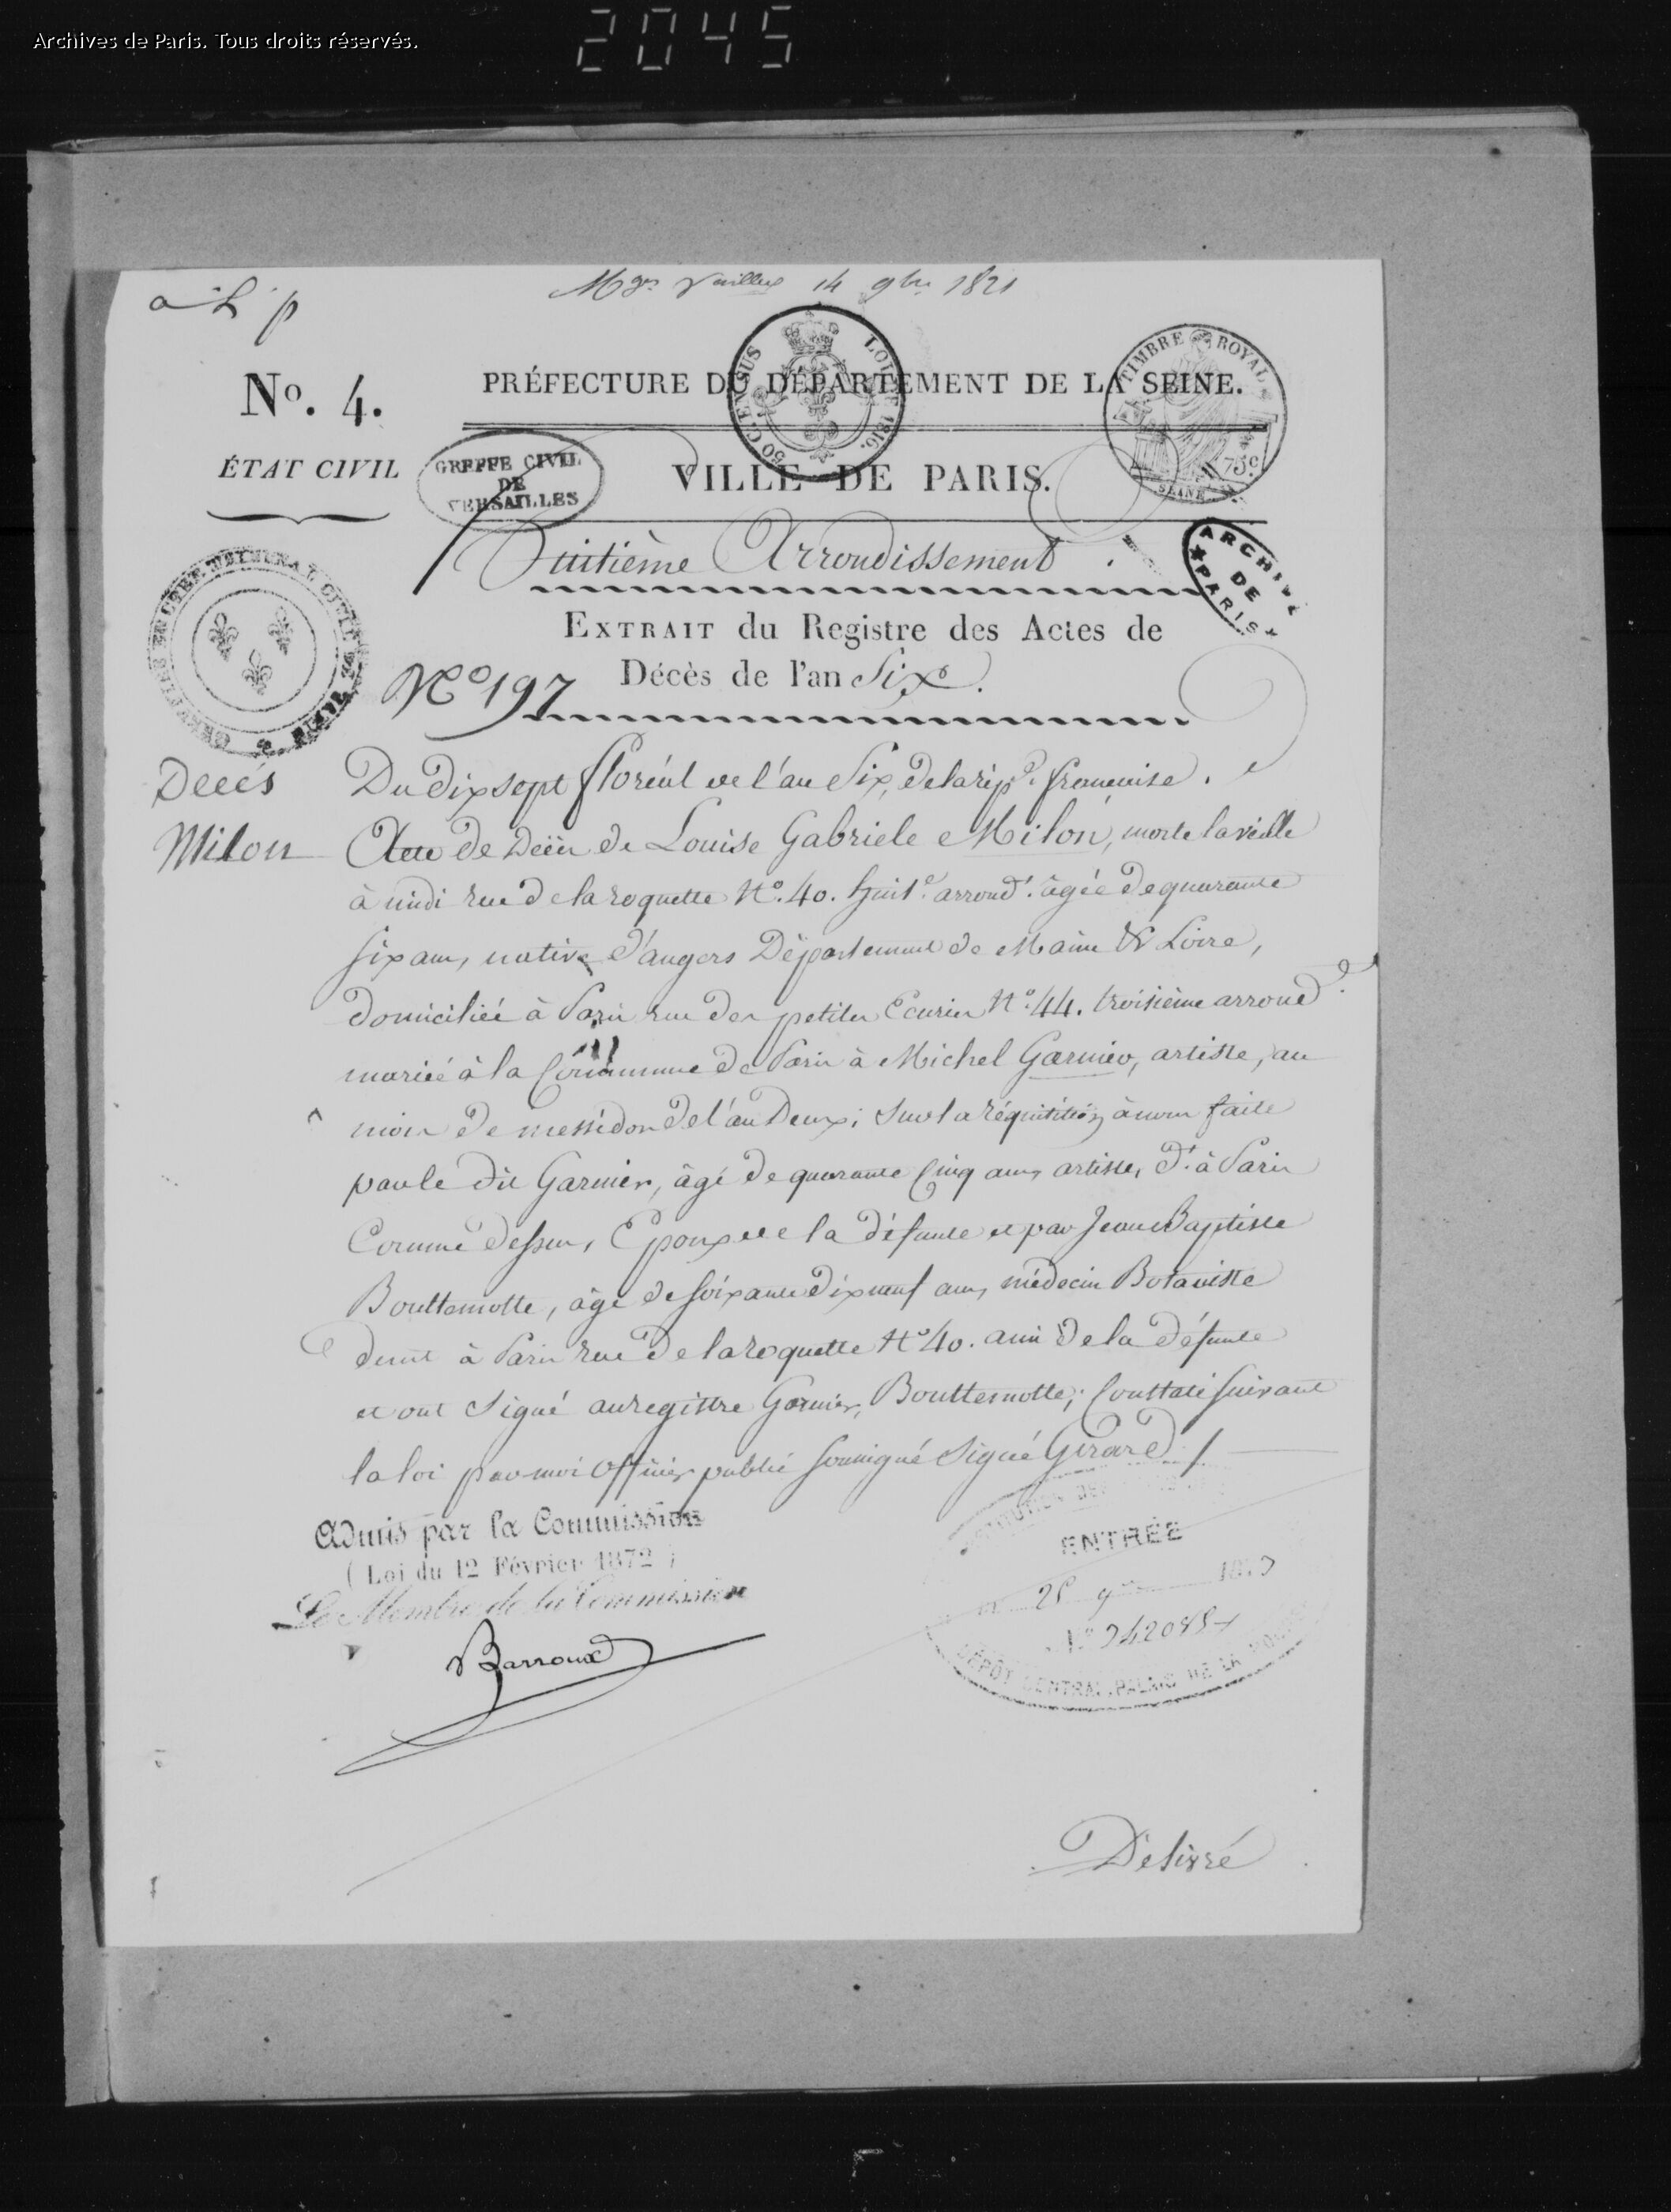 Archives de Paris. Tous droits réservés.
2045
14 9bre 1821
No. 4.
ÉTAT CIVIL
PRÉFECTURE DU DÉPARTEMENT DE LA SEINE.
50 C. EN SUS
LOI DE 1816.
TIMBRE ROYAL
75c
SEINE
GREFFE CIVIL
DE
VERSAILLES
VILLE DE PARIS.
huitième Arrondissement
ARCHIVES
DE
PARIS
EXTRAIT du Registre des Actes de
Décès de l'an Six.
No 197
Décès
Milon
Du Dix sept floréal de l'an Six, de la rép.e française.
Acte de Décès de Louise Gabriele Milon, morte la veille
à midi rue de la roquette No. 40. huit.e arrond.t âgée de quarante
six ans, native d'angers Département de Maine & Loire,
domiciliée à Paris rue des petites Ecuries No. 44. troisième arrond.
mariée à la Commune de Paris à Michel Garnier, artiste, au
mois de messidor de l'an Deux; Sur la réquisition à nous faite
par le dit Garnier, âgé de quarante Cinq ans, artiste, dt. à Paris
Comme dessus, Epoux de la défunte et par Jean Baptiste
Bouttemotte, âgé de soixante dix neuf ans, médecin Botaniste
demt à Paris rue de la roquette No 40. ami de la défunte
et ont Signé au registre Garnier, Bouttemotte; Constaté suivant
la loi par moi officier public soussigné Signé Girard
Admis par la Commission
( Loi du 12 Février 1872 )
Le Membre de la Commission
Barroux
ENTRÉE
DÉPÔT CENTRAL, PALAIS DE LA
Délivré